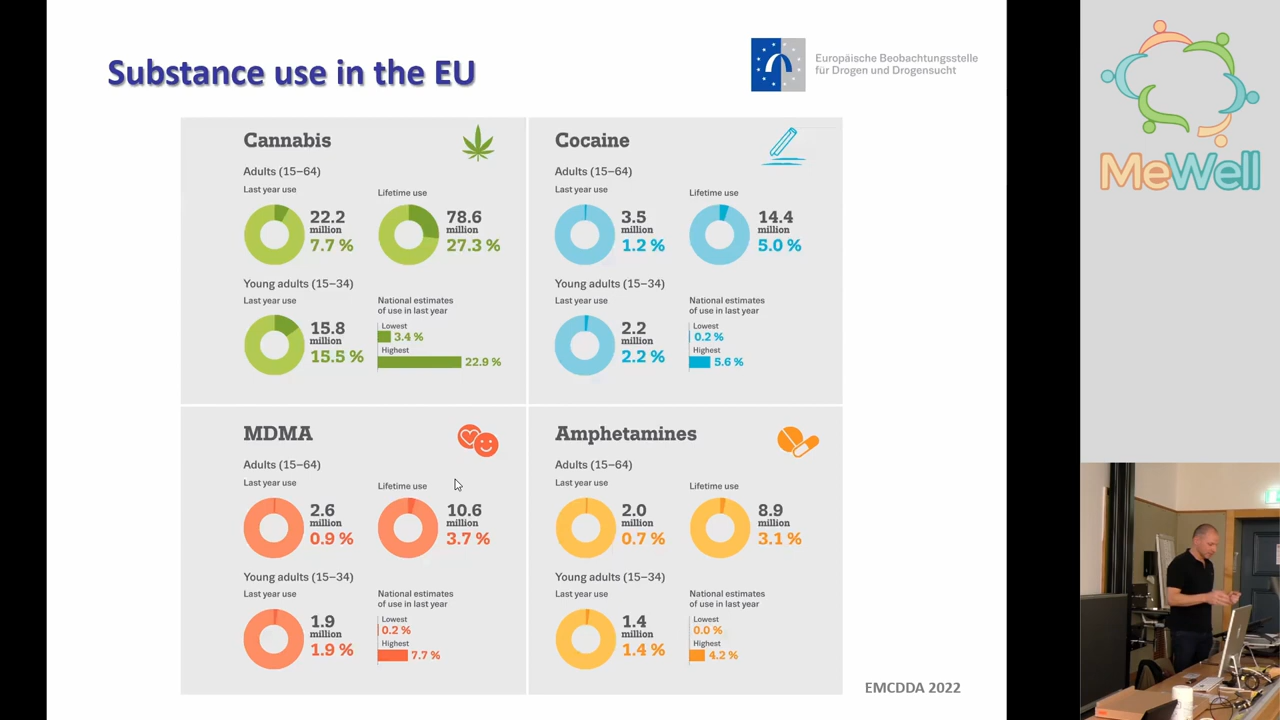 Substance use in the EU
Europäische Beobachtungsstelle
für Drogen und Drogensucht
Cannabis
Adults (15–64)
Last year use
Lifetime use
22.2
million
7.7 %
78.6
million
27.3 %
Young adults (15–34)
Last year use
National estimates
of use in last year
15.8
million
15.5 %
Lowest
3.4 %
Highest
22.9 %
Cocaine
Adults (15–64)
Last year use
Lifetime use
3.5
million
1.2 %
14.4
million
5.0 %
Young adults (15–34)
Last year use
National estimates
of use in last year
2.2
million
2.2 %
Lowest
0.2 %
Highest
5.6 %
MDMA
Adults (15–64)
Last year use
Lifetime use
2.6
million
0.9 %
10.6
million
3.7 %
Young adults (15–34)
Last year use
National estimates
of use in last year
1.9
million
1.9 %
Lowest
0.2 %
Highest
7.7 %
Amphetamines
Adults (15–64)
Last year use
Lifetime use
2.0
million
0.7 %
8.9
million
3.1 %
Young adults (15–34)
Last year use
National estimates
of use in last year
1.4
million
1.4 %
Lowest
0.0 %
Highest
4.2 %
EMCDDA 2022
MeWell